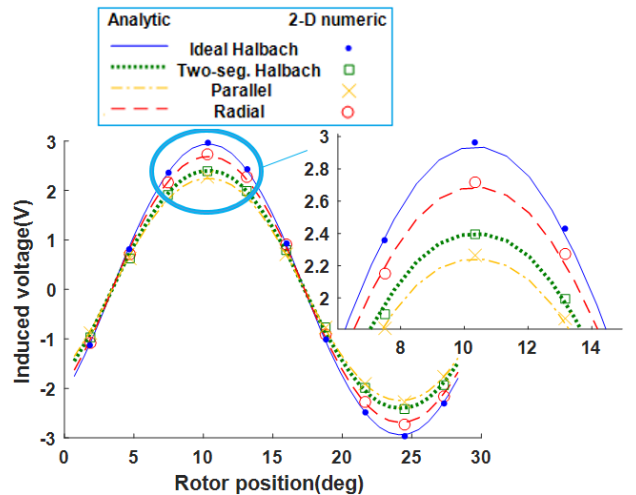 Analytic 2-D numeric
Ideal Halbach
Two-seg. Halbach
Parallel
Radial
3
2
1
0
-1
-2
-3
Induced voltage(V)
3
2.8
2.6
2.4
2.2
2
8 10 12 14
0 5 10 15 20 25 30
Rotor position(deg)